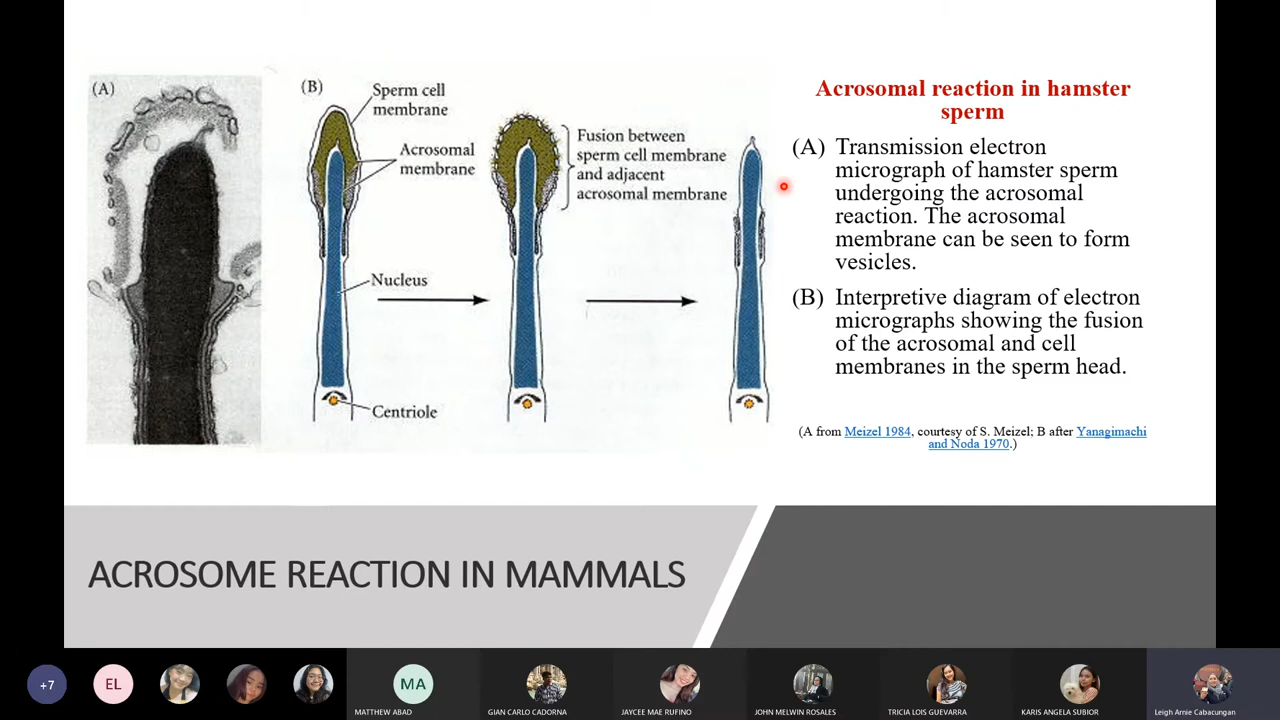 (A)
(B)
Sperm cell
membrane
Acrosomal
membrane
Fusion between
sperm cell membrane
and adjacent
acrosomal membrane
Nucleus
Centriole
Acrosomal reaction in hamster
sperm
(A) Transmission electron
micrograph of hamster sperm
undergoing the acrosomal
reaction. The acrosomal
membrane can be seen to form
vesicles.
(B) Interpretive diagram of electron
micrographs showing the fusion
of the acrosomal and cell
membranes in the sperm head.
(A from Meizel 1984, courtesy of S. Meizel; B after Yanagimachi
and Noda 1970.)
ACROSOME REACTION IN MAMMALS
+7
EL
MA
MATTHEW ABAD
GIAN CARLO CADORNA
JAYCEE MAE RUFINO
JOHN MELWIN ROSALES
TRICIA LOIS GUEVARRA
KARIS ANGELA SUBIOR
Leigh Arnie Cabacungan